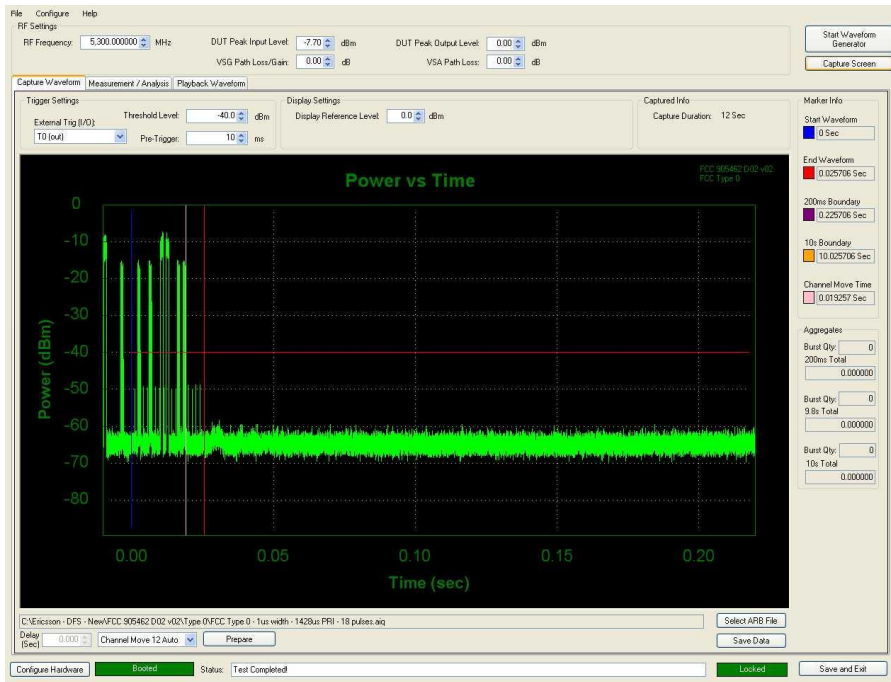 File Configure Help
RF Settings
RF Frequency: 5,300.000000 MHz DUT Peak Input Level: -7.70 dBm DUT Peak Output Level: 0.00 dBm
VSG Path Loss/Gain: 0.00 dB VSA Path Loss: 0.00 dB
Start Waveform
Generator
Capture Screen
Capture Waveform Measurement / Analysis Playback Waveform
Trigger Settings
External Trig (I/O): Threshold Level: -40.0 dBm
T0 (out) Pre-Trigger: 10 ms
Display Settings
Display Reference Level: 0.0 dBm
Captured Info
Capture Duration: 12 Sec
Marker Info
Start Waveform
0 Sec
End Waveform
0.025706 Sec
200ms Boundary
0.225706 Sec
10s Boundary
10.025706 Sec
Channel Move Time
0.019257 Sec
Aggregates
Burst Qty: 0
200ms Total
0.000000
Burst Qty: 0
9.8s Total
0.000000
Burst Qty: 0
10s Total
0.000000
Power vs Time
FCC 905462 D02 v02
FCC Type 0
Power (dBm)
0
-10
-20
-30
-40
-50
-60
-70
-80
0.00 0.05 0.10 0.15 0.20
Time (sec)
C:\Ericsson - DFS - New\FCC 905462 D02 v02\Type 0\FCC Type 0 - 1us width - 1428us PRI - 18 pulses.aiq
Select ARB File
Delay
(Sec) 0.000 Channel Move 12 Auto Prepare
Save Data
Configure Hardware Booted Status: Test Completed! Locked Save and Exit